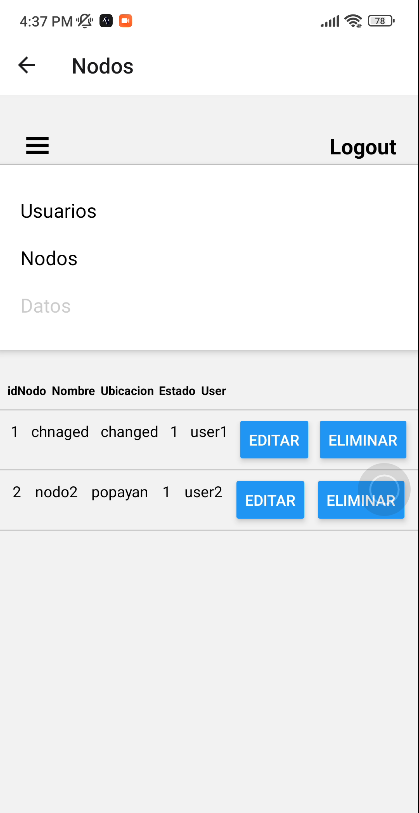 4:37 PM 78
Nodos
Logout
Usuarios
Nodos
Datos
idNodo Nombre Ubicacion Estado User
1 chnaged changed 1 user1 EDITAR ELIMINAR
2 nodo2 popayan 1 user2 EDITAR ELIMINAR